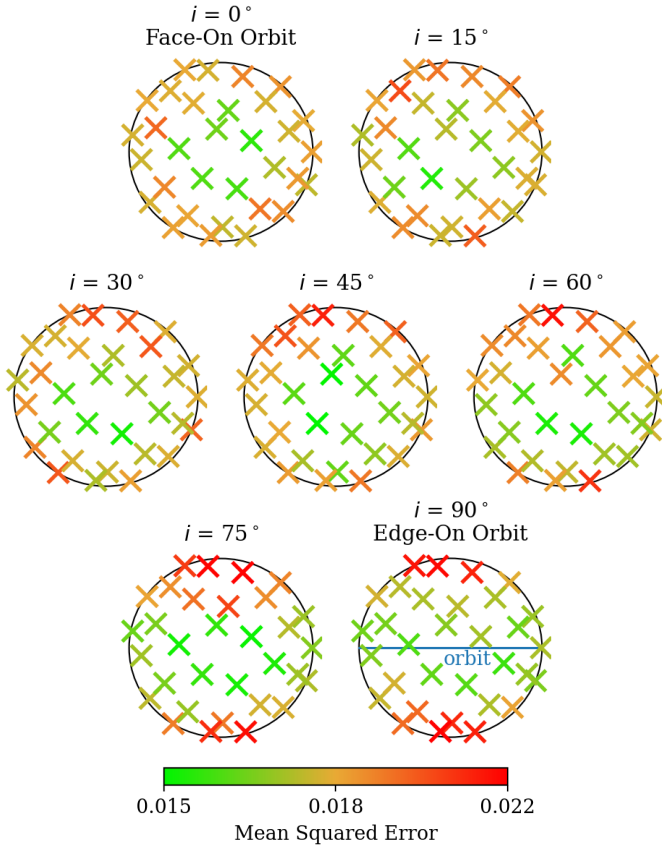 i = 0°
Face-On Orbit
i = 15°
i = 30°
i = 45°
i = 60°
i = 75°
i = 90°
Edge-On Orbit
orbit
0.015 0.018 0.022
Mean Squared Error